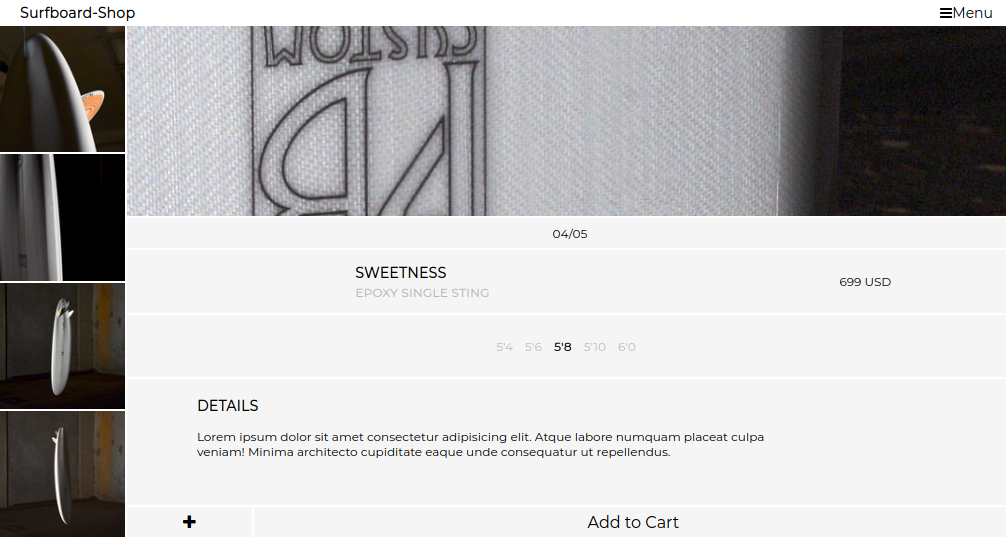 Surfboard-Shop
Menu
CUSTOM
04/05
SWEETNESS
EPOXY SINGLE STING
699 USD
5'4 5'6 5'8 5'10 6'0
DETAILS
Lorem ipsum dolor sit amet consectetur adipisicing elit. Atque labore numquam placeat culpa
veniam! Minima architecto cupiditate eaque unde consequatur ut repellendus.
Add to Cart